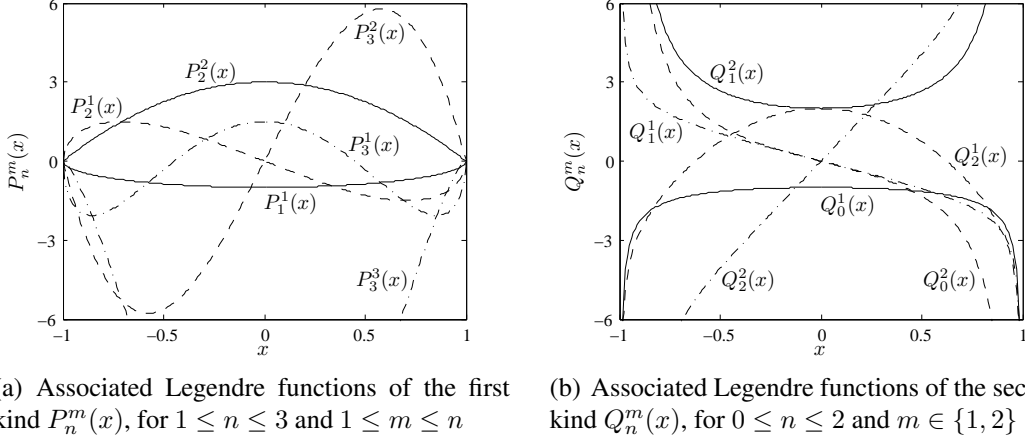 6
3
0
−3
−6
−1
−0.5
0
0.5
1
x
P_n^m(x)
P_3^2(x)
P_2^2(x)
P_2^1(x)
P_3^1(x)
P_1^1(x)
P_3^3(x)
6
3
0
−3
−6
−1
−0.5
0
0.5
1
x
Q_n^m(x)
Q_1^2(x)
Q_1^1(x)
Q_2^1(x)
Q_0^1(x)
Q_2^2(x)
Q_0^2(x)
a) Associated Legendre functions of the first
kind P_n^m(x), for 1 ≤ n ≤ 3 and 1 ≤ m ≤ n
(b) Associated Legendre functions of the sec
kind Q_n^m(x), for 0 ≤ n ≤ 2 and m ∈ {1, 2}